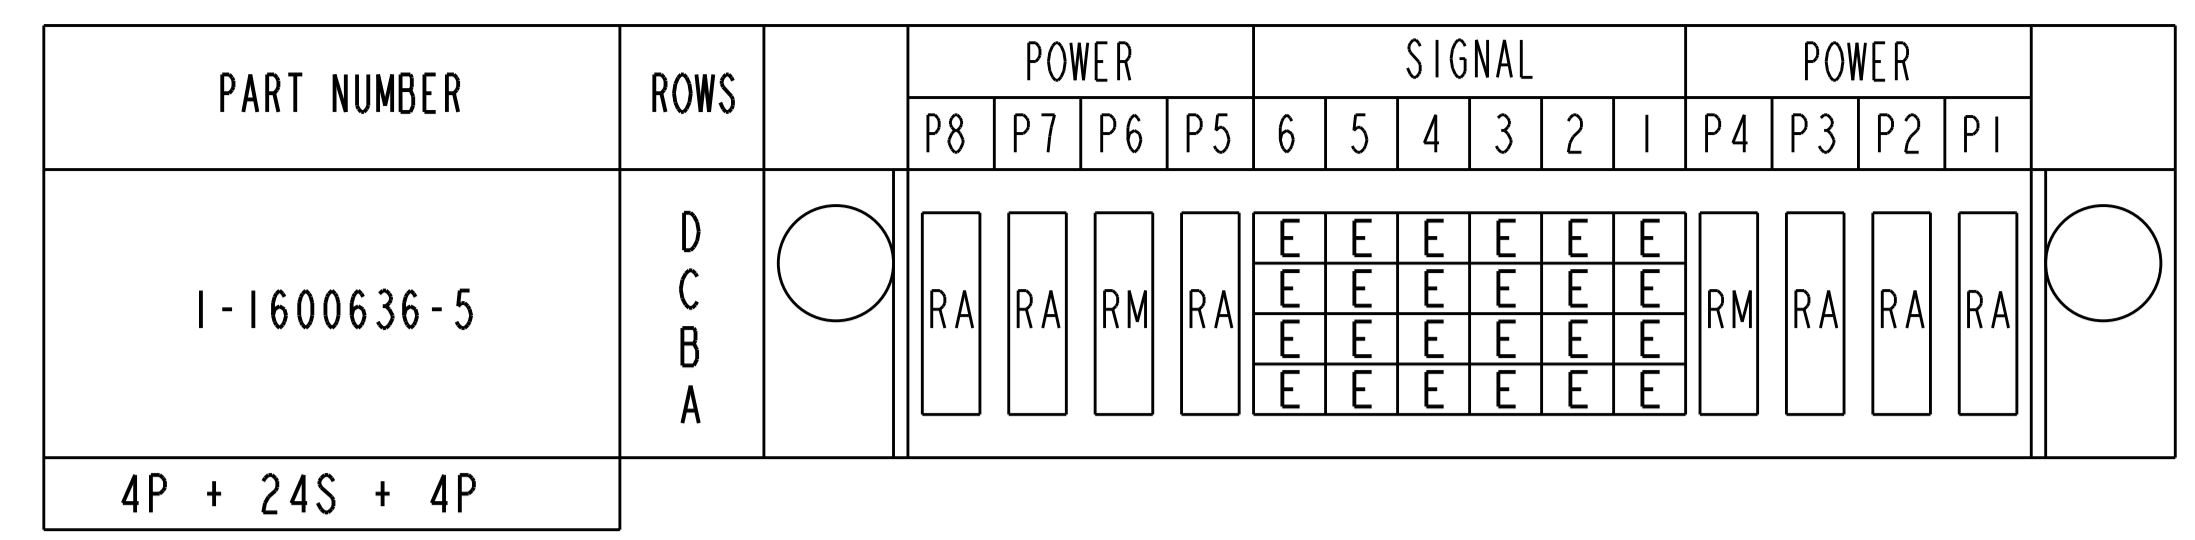 PART NUMBER ROWS POWER SIGNAL POWER
P8 P7 P6 P5 6 5 4 3 2 1 P4 P3 P2 P1
D E E E E E E
C E E E E E E
1-1600636-5 RA RA RM RA RM RA RA RA
B E E E E E E
A E E E E E E
4P + 24S + 4P